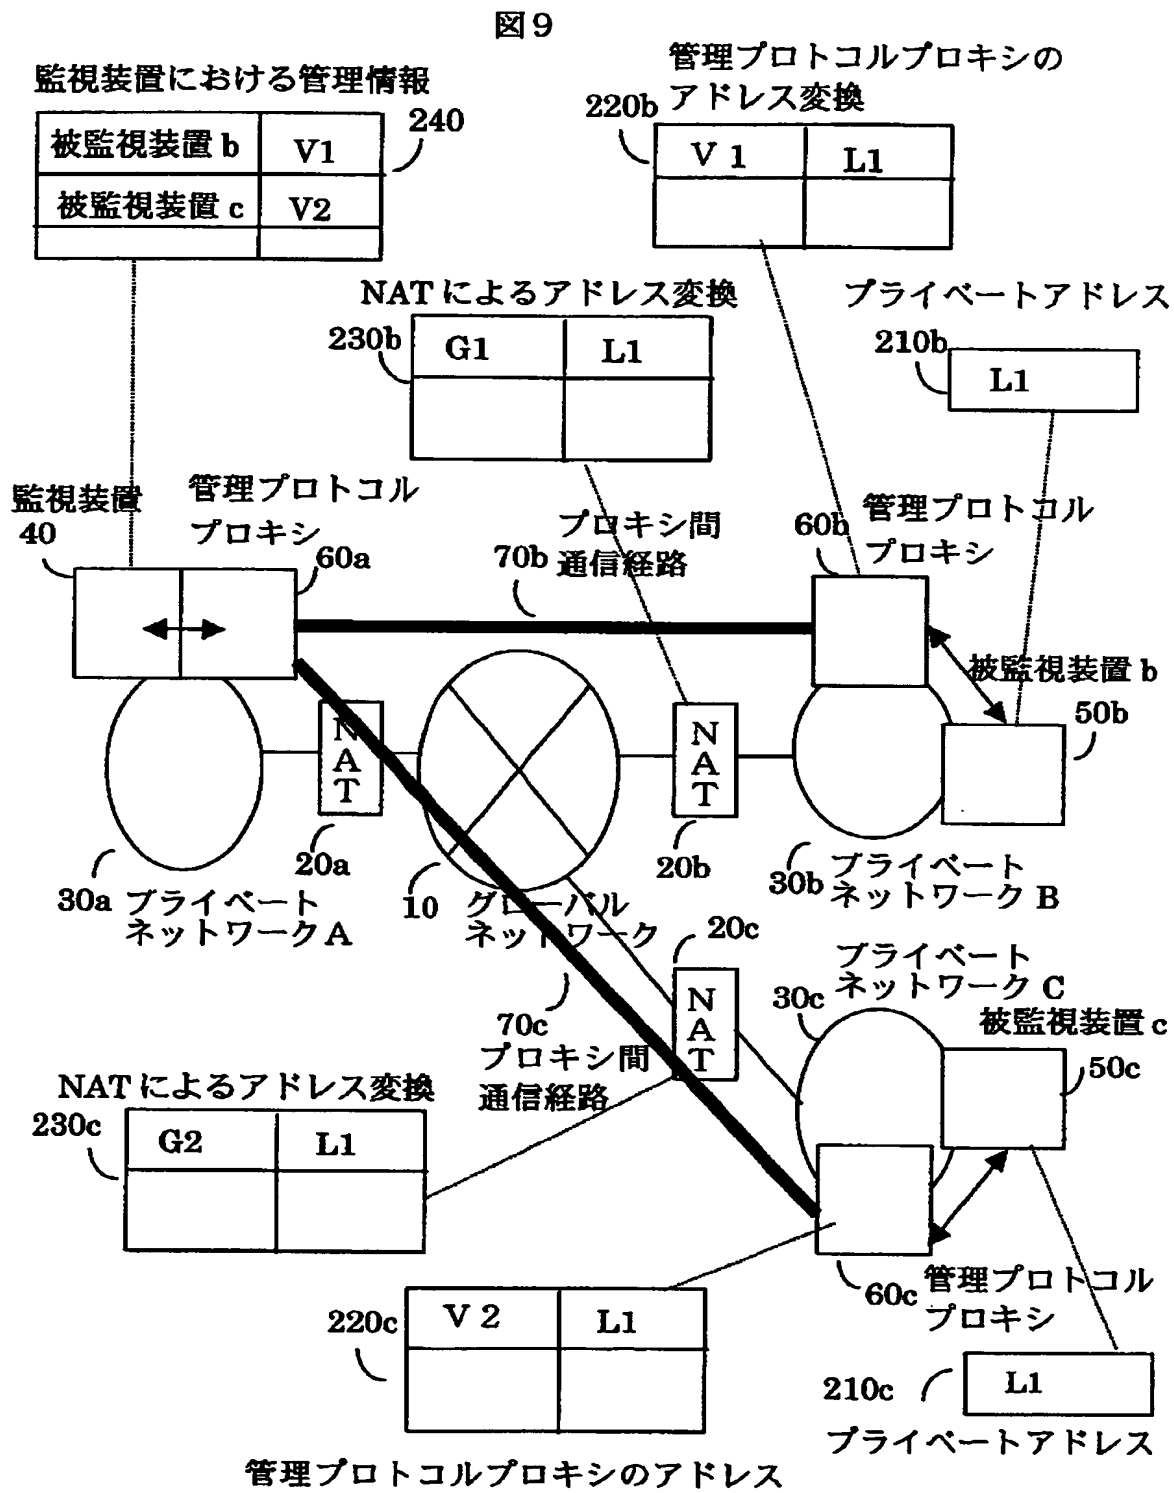 図9
監視装置における管理情報
240
被監視装置b V1
被監視装置c V2
管理プロトコルプロキシの
アドレス変換
220b
V1 L1
NATによるアドレス変換
230b
G1 L1
プライベートアドレス
210b
L1
監視装置
40
管理プロトコル
プロキシ
60a
プロキシ間
通信経路
70b
60b
管理プロトコル
プロキシ
被監視装置b
50b
NAT
20a
NAT
20b
30a
プライベート
ネットワークA
10
グローバル
ネットワーク
30b
プライベート
ネットワークB
20c
NAT
プライベート
ネットワークC
30c
被監視装置c
50c
70c
プロキシ間
通信経路
NATによるアドレス変換
230c
G2 L1
60c
管理プロトコル
プロキシ
220c
V2 L1
管理プロトコルプロキシのアドレス
210c
L1
プライベートアドレス